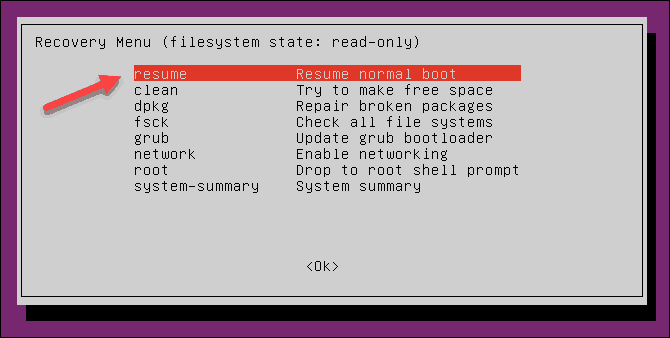 Recovery Menu (filesystem state: read-only)
resume Resume normal boot
clean Try to make free space
dpkg Repair broken packages
fsck Check all file systems
grub Update grub bootloader
network Enable networking
root Drop to root shell prompt
system-summary System summary
<Ok>